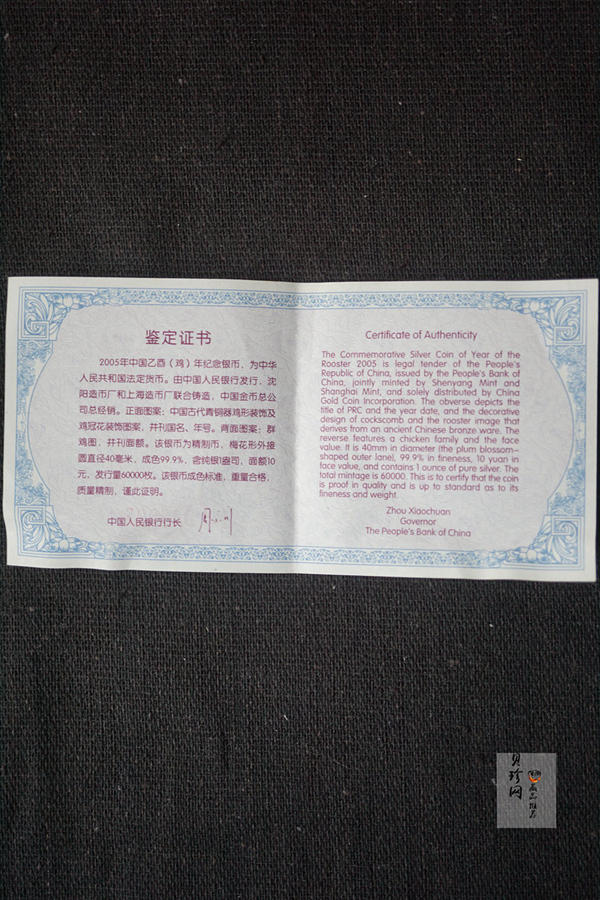 鉴定证书
2005年中国乙酉（鸡）年纪念银币，为中华
人民共和国法定货币。由中国人民银行发行，沈
阳造币厂和上海造币厂联合铸造，中国金币总公
司总经销。正面图案：中国古代青铜器鸡形装饰及
鸡冠花装饰图案，并刊国名、年号。背面图案：群
鸡图，并刊面额。该银币为精制币，梅花形外接
圆直径40毫米，成色99.9%，含纯银1盎司，面额10
元，发行量60000枚。该银币成色标准，重量合格，
质量精制，谨此证明。
中国人民银行行长
Certificate of Authenticity
The Commemorative Silver Coin of Year of the
Rooster 2005 is legal tender of the People's
Republic of China, issued by the People's Bank of
China, jointly minted by Shenyang Mint and
Shanghai Mint, and solely distributed by China
Gold Coin Incorporation. The obverse depicts the
title of PRC and the year date, and the decorative
design of cockscomb and the rooster image that
derives from an ancient Chinese bronze ware. The
reverse features a chicken family and the face
value. It is 40mm in diameter (the plum blossom-
shaped outer lane), 99.9% in fineness, 10 yuan in
face value, and contains 1 ounce of pure silver. The
total mintage is 60000. This is to certify that the coin
is proof in quality and is up to standard as to its
fineness and weight.
Zhou Xiaochuan
Governor
The People's Bank of China
贝珍网